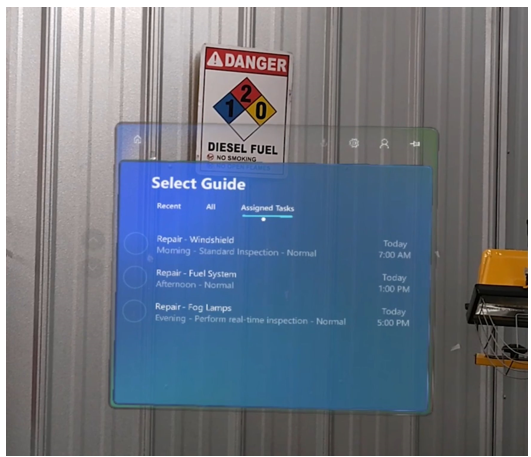 DANGER
2
1 0
DIESEL FUEL
NO SMOKING
Select Guide
Recent All Assigned Tasks
Repair - Windshield Today
Morning - Standard Inspection - Normal 7:00 AM
Repair - Fuel System Today
Afternoon - Normal 1:00 PM
Repair - Fog Lamps Today
Evening - Perform real-time inspection - Normal 5:00 PM